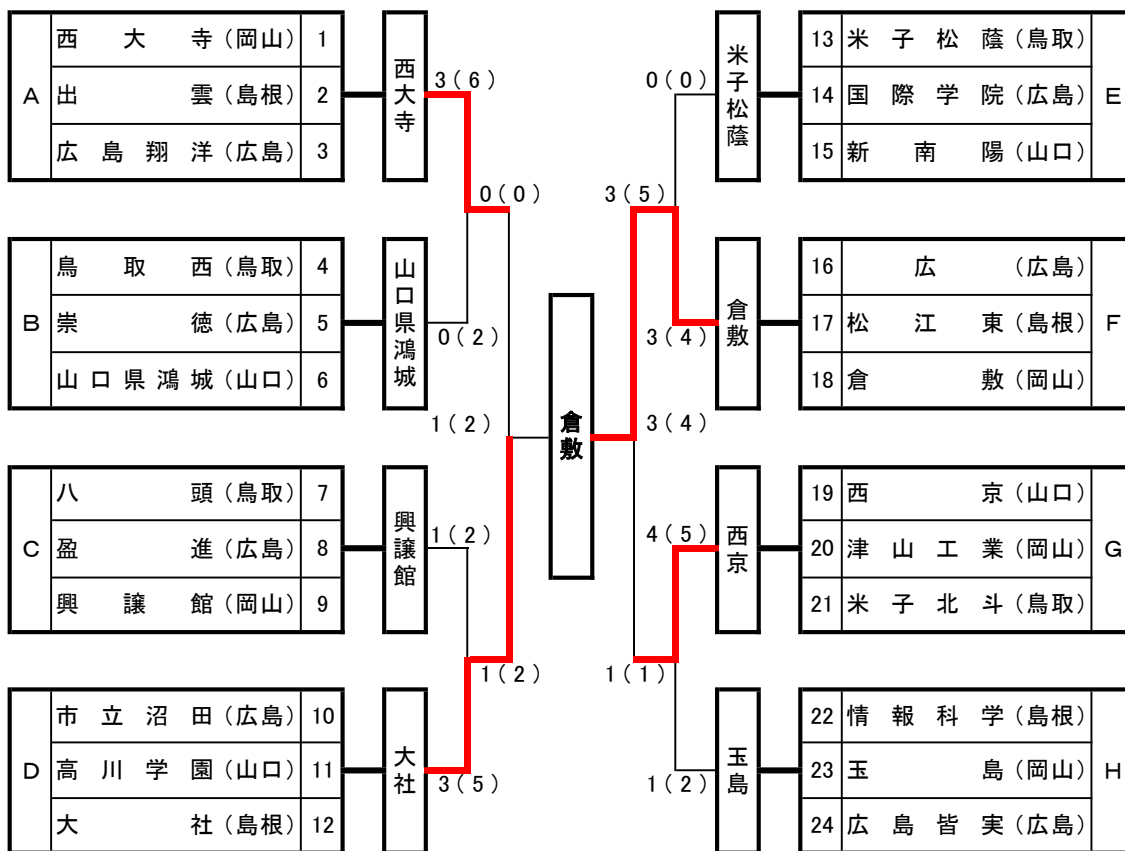 A
西大寺(岡山) 1
出雲(島根) 2
広島翔洋(広島) 3
西大寺
3(6)
0(0)
B
鳥取西(鳥取) 4
崇徳(広島) 5
山口県鴻城(山口) 6
山口県鴻城
0(2)
1(2)
C
八頭(鳥取) 7
盈進(広島) 8
興譲館(岡山) 9
興譲館
1(2)
1(2)
D
市立沼田(広島) 10
高川学園(山口) 11
大社(島根) 12
大社
3(5)
倉敷
0(0)
米子松蔭
13 米子松蔭(鳥取)
14 国際学院(広島)
15 新南陽(山口)
E
3(5)
3(4)
倉敷
16 広(広島)
17 松江東(島根)
18 倉敷(岡山)
F
3(4)
4(5)
西京
19 西京(山口)
20 津山工業(岡山)
21 米子北斗(鳥取)
G
1(1)
1(2)
玉島
22 情報科学(島根)
23 玉島(岡山)
24 広島皆実(広島)
H